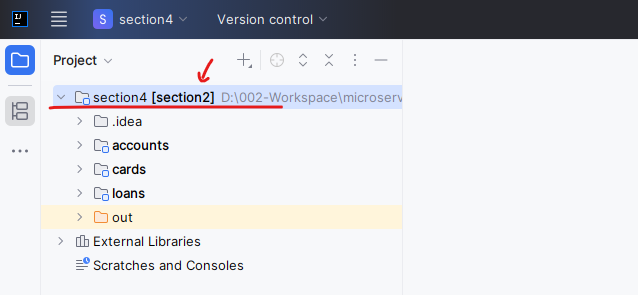 IJ
S section4 Version control
Project
section4 [section2] D:\002-Workspace\microserv
.idea
accounts
cards
loans
out
External Libraries
Scratches and Consoles